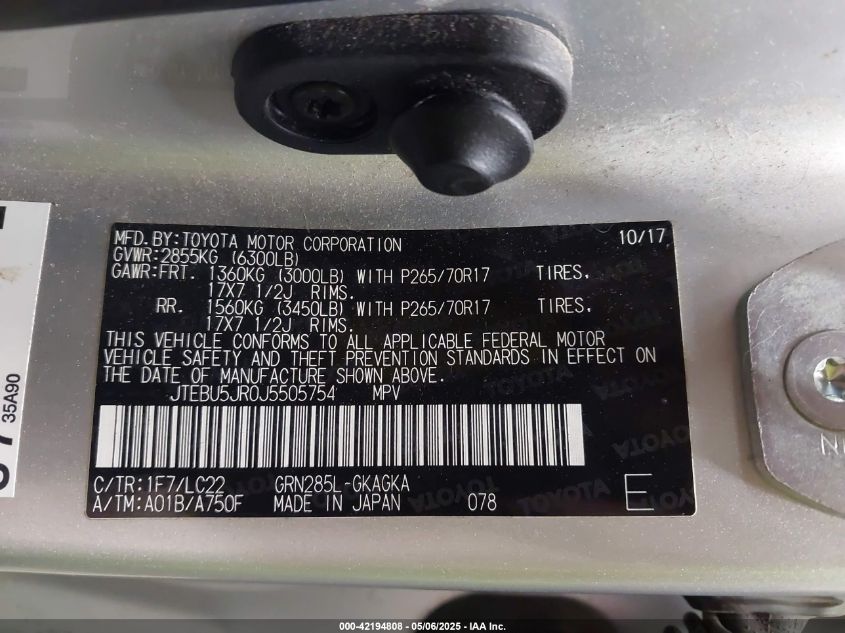 MFD.BY:TOYOTA MOTOR CORPORATION 10/17
GVWR:2855KG (6300LB)
GAWR:FRT. 1360KG (3000LB) WITH P265/70R17 TIRES.
17X7 1/2J RIMS.
RR. 1560KG (3450LB) WITH P265/70R17 TIRES.
17X7 1/2J RIMS.
THIS VEHICLE CONFORMS TO ALL APPLICABLE FEDERAL MOTOR
VEHICLE SAFETY AND THEFT PREVENTION STANDARDS IN EFFECT ON
THE DATE OF MANUFACTURE SHOWN ABOVE.
JTEBU5JR0J5505754 MPV
C/TR:1F7/LC22 GRN285L-GKAGKA
A/TM:A01B/A750F MADE IN JAPAN 078 E
35A90
000-42194808 - 05/06/2025 - IAA Inc.